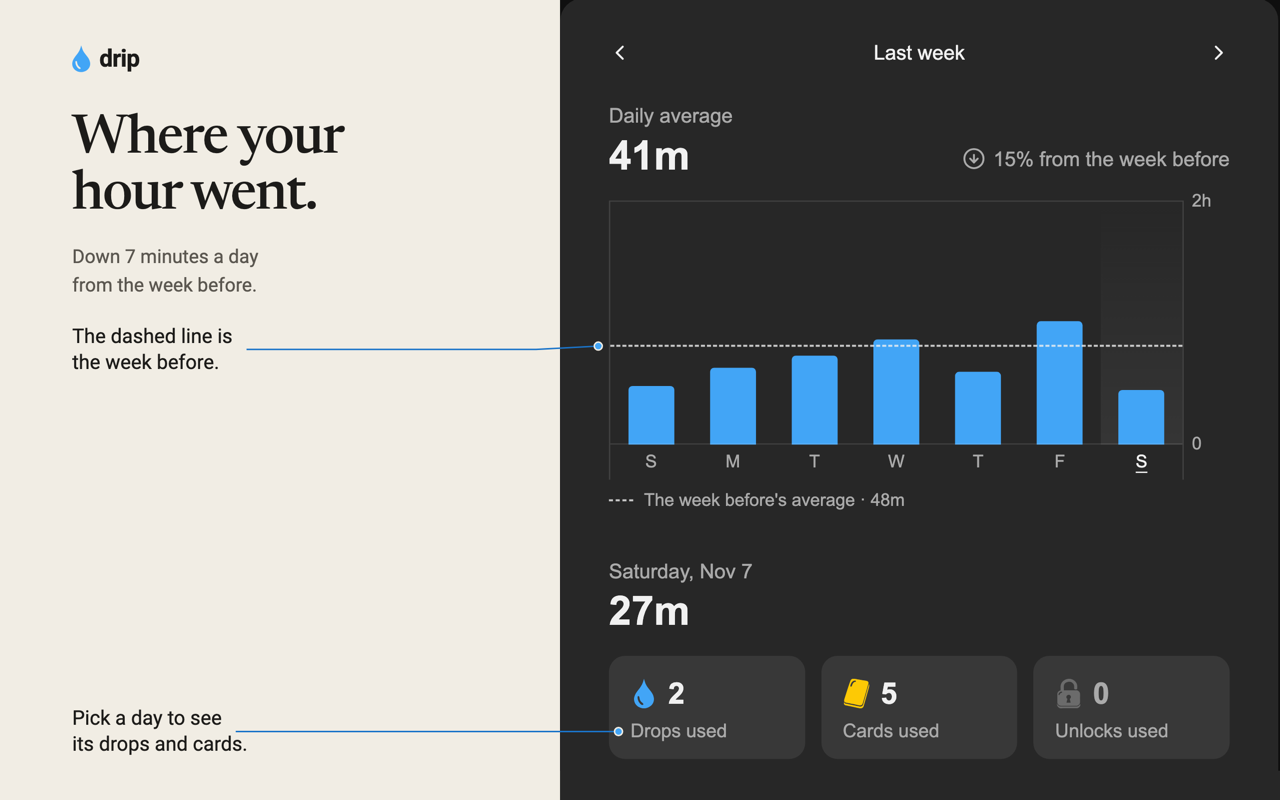 drip
Where your
hour went.
Down 7 minutes a day
from the week before.
The dashed line is
the week before.
Pick a day to see
its drops and cards.
Last week
Daily average
41m
15% from the week before
2h
0
S M T W T F S
The week before's average · 48m
Saturday, Nov 7
27m
2
Drops used
5
Cards used
0
Unlocks used